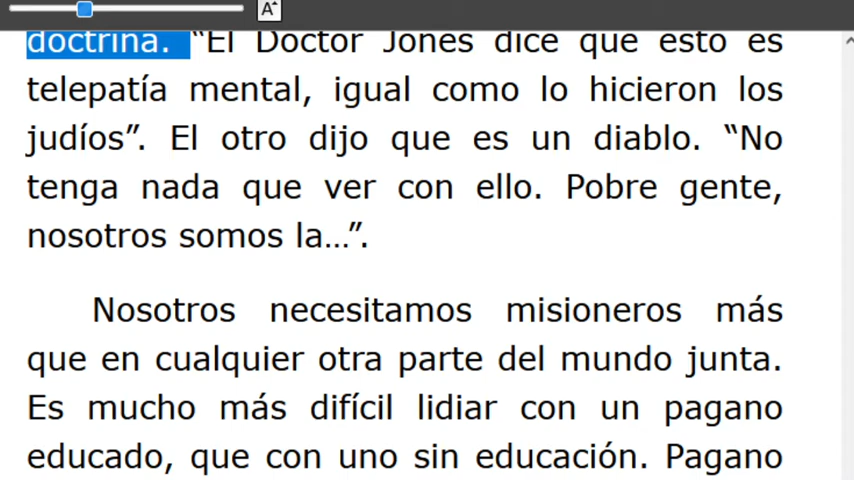 doctrina. “El Doctor Jones dice que esto es
telepatía mental, igual como lo hicieron los
judíos”. El otro dijo que es un diablo. “No
tenga nada que ver con ello. Pobre gente,
nosotros somos la…”.
Nosotros necesitamos misioneros más
que en cualquier otra parte del mundo junta.
Es mucho más difícil lidiar con un pagano
educado, que con uno sin educación. Pagano